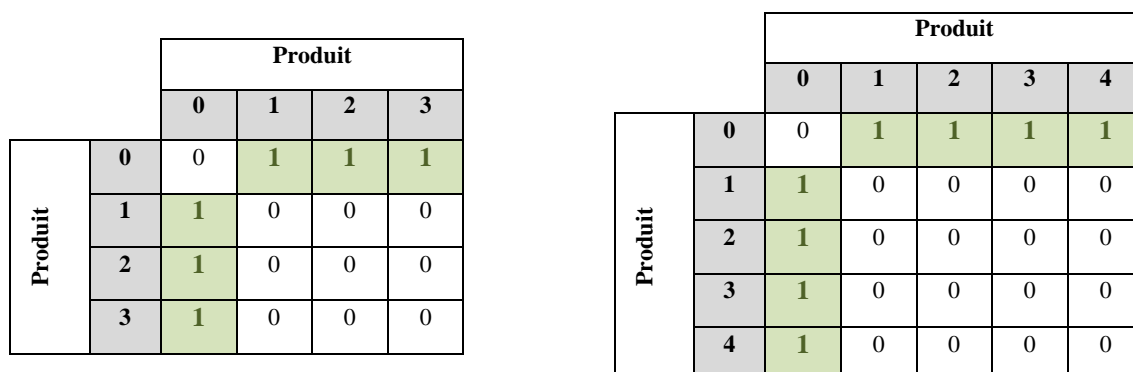 Produit
0 1 2 3
Produit
0 0 1 1 1
1 1 0 0 0
2 1 0 0 0
3 1 0 0 0
Produit
0 1 2 3 4
Produit
0 0 1 1 1 1
1 1 0 0 0 0
2 1 0 0 0 0
3 1 0 0 0 0
4 1 0 0 0 0